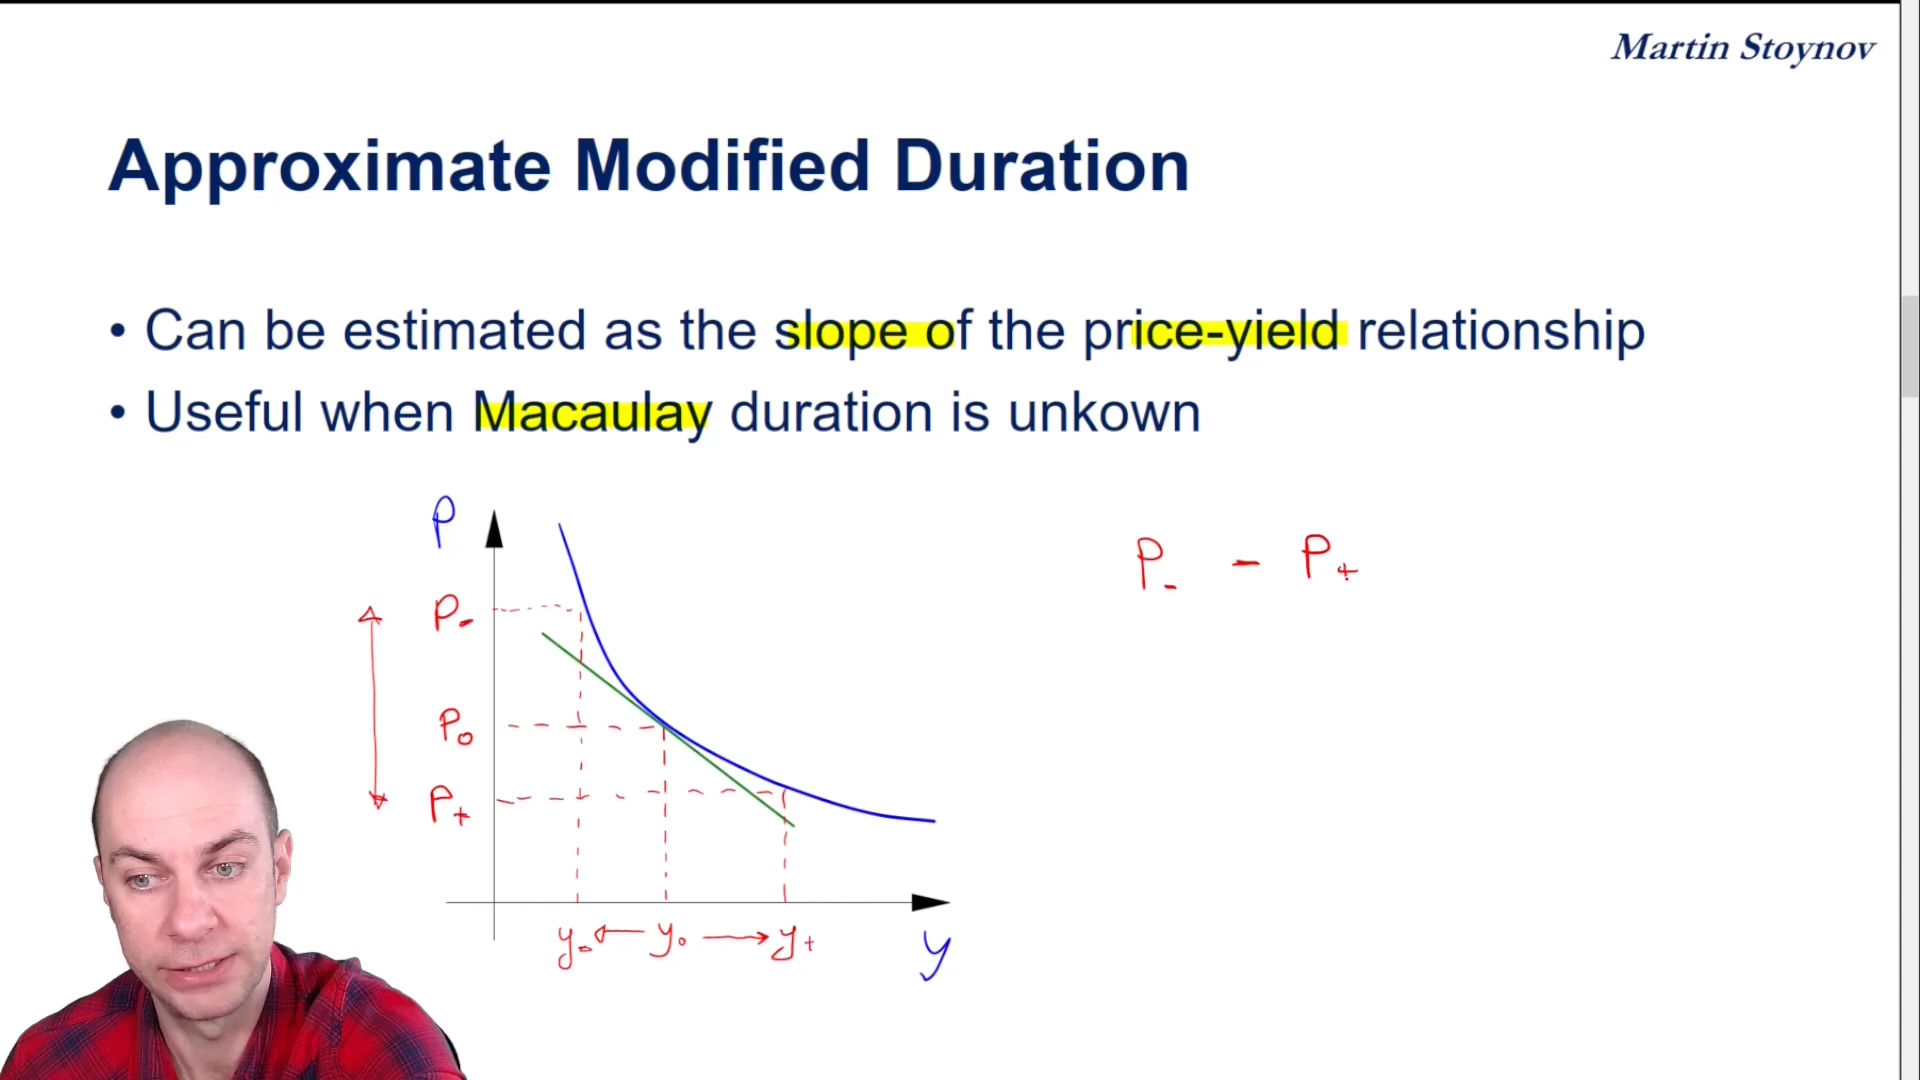 Martin Stoynov
Approximate Modified Duration
• Can be estimated as the slope of the price-yield relationship
• Useful when Macaulay duration is unkown
P
P- - P+
P-
P0
P+
y- y0 y+
y